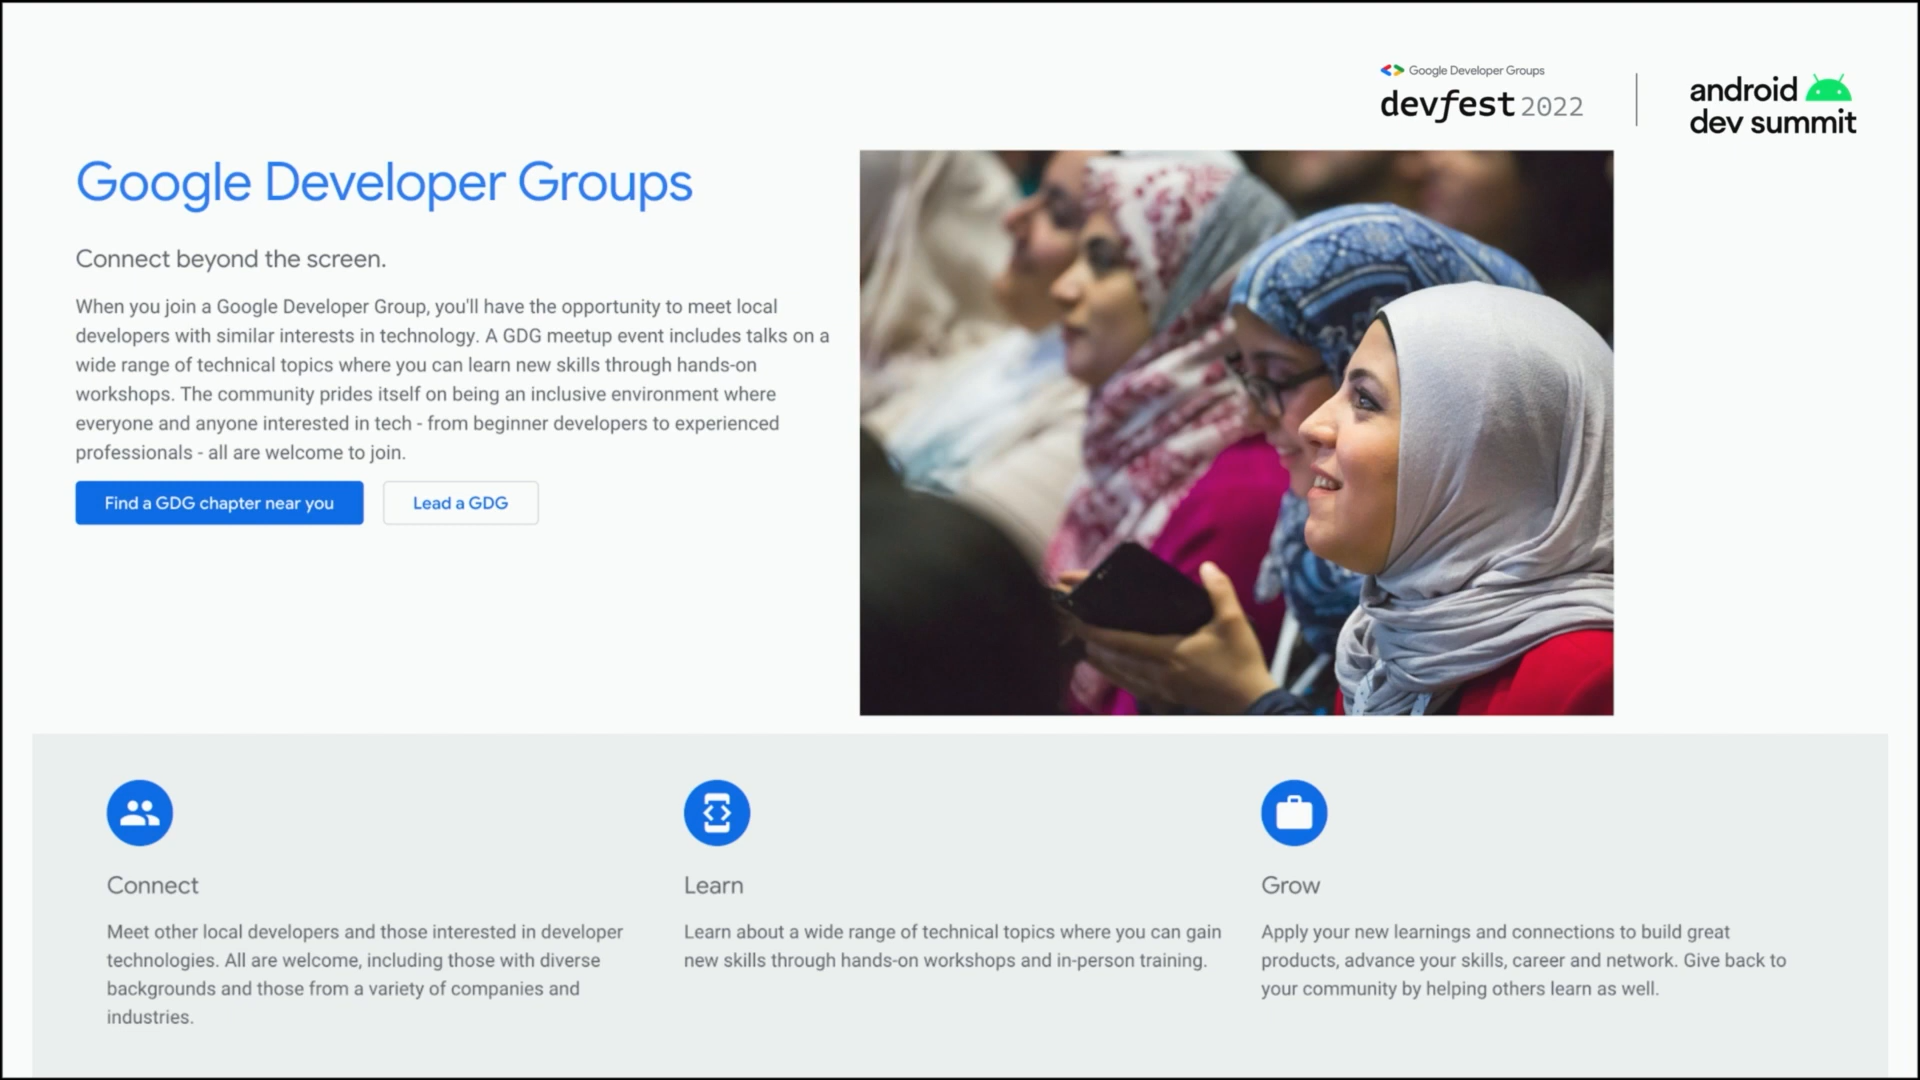 Google Developer Groups
devfest 2022
android
dev summit
Google Developer Groups
Connect beyond the screen.
When you join a Google Developer Group, you'll have the opportunity to meet local
developers with similar interests in technology. A GDG meetup event includes talks on a
wide range of technical topics where you can learn new skills through hands-on
workshops. The community prides itself on being an inclusive environment where
everyone and anyone interested in tech - from beginner developers to experienced
professionals - all are welcome to join.
Find a GDG chapter near you
Lead a GDG
Connect
Meet other local developers and those interested in developer
technologies. All are welcome, including those with diverse
backgrounds and those from a variety of companies and
industries.
Learn
Learn about a wide range of technical topics where you can gain
new skills through hands-on workshops and in-person training.
Grow
Apply your new learnings and connections to build great
products, advance your skills, career and network. Give back to
your community by helping others learn as well.